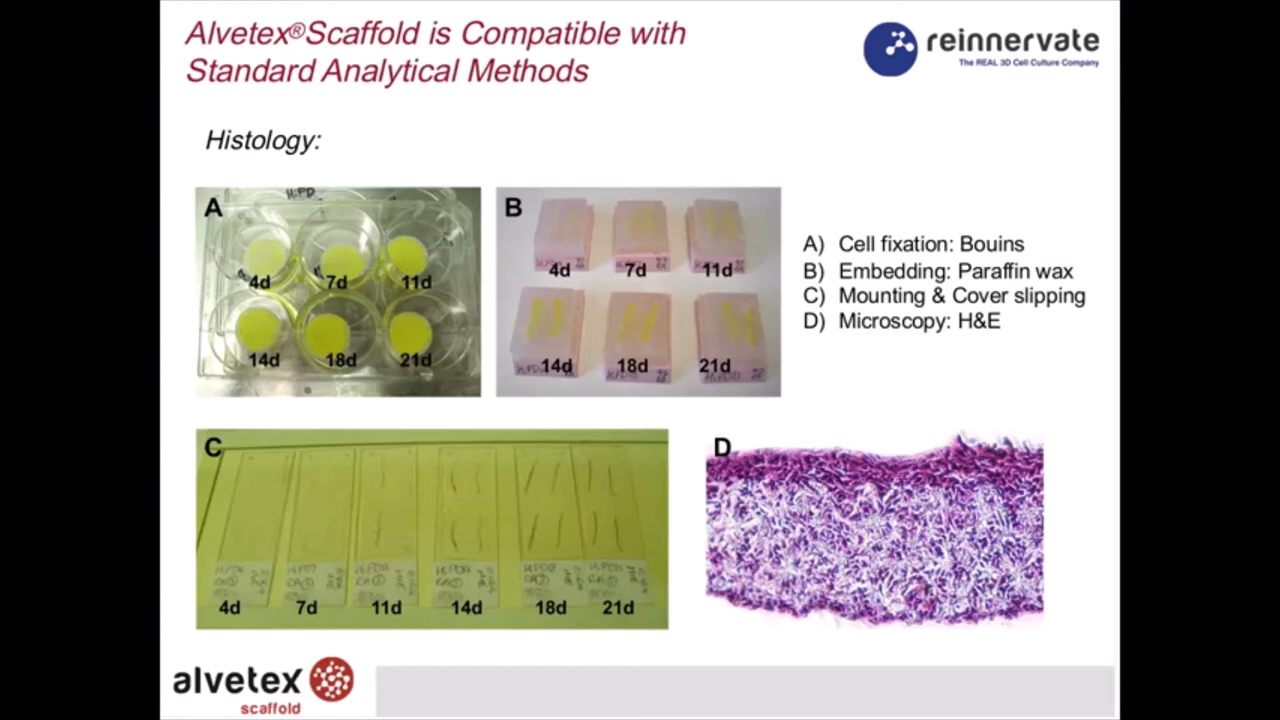 Alvetex®Scaffold is Compatible with
Standard Analytical Methods
reinnervate
The REAL 3D Cell Culture Company
Histology:
A
4d
7d
11d
14d
18d
21d
B
4d
7d
11d
14d
18d
21d
A) Cell fixation: Bouins
B) Embedding: Paraffin wax
C) Mounting & Cover slipping
D) Microscopy: H&E
C
4d
7d
11d
14d
18d
21d
D
alvetex
scaffold